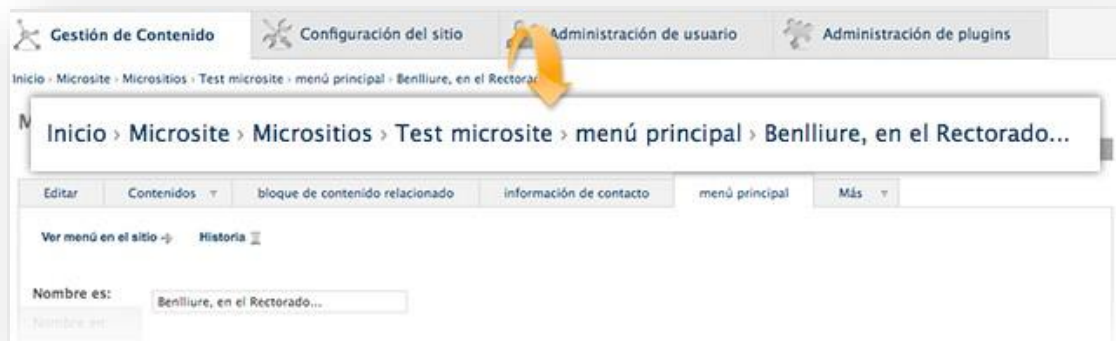 Gestión de Contenido Configuración del sitio Administración de usuario Administración de plugins
Inicio › Microsite › Micrositios › Test microsite › menú principal › Benlliure, en el Rectorado
M
Inicio › Microsite › Micrositios › Test microsite › menú principal › Benlliure, en el Rectorado...
Editar Contenidos bloque de contenido relacionado información de contacto menú principal Más
Ver menú en el sitio Historia
Nombre es: Benlliure, en el Rectorado...
Nombre en: